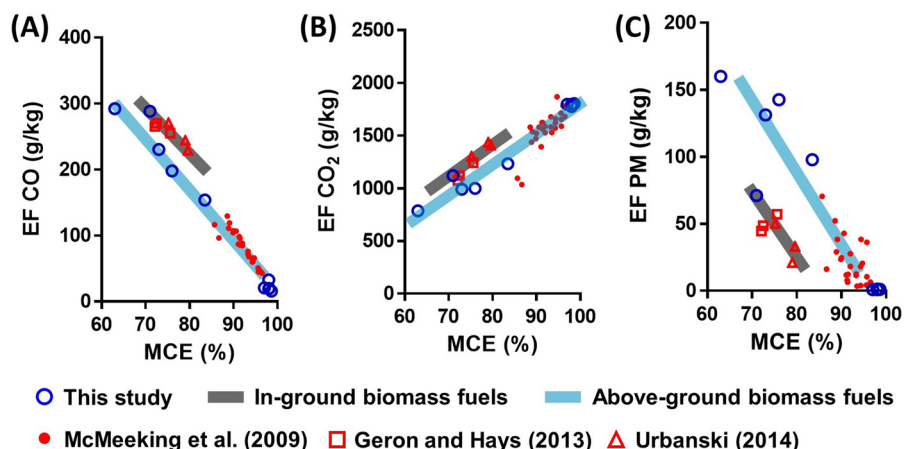 (A)
EF CO (g/kg)
400
300
200
100
0
60 70 80 90 100
MCE (%)
(B)
EF CO₂ (g/kg)
2500
2000
1500
1000
500
0
60 70 80 90 100
MCE (%)
(C)
EF PM (g/kg)
200
150
100
50
0
60 70 80 90 100
MCE (%)
This study In-ground biomass fuels Above-ground biomass fuels
McMeeking et al. (2009) Geron and Hays (2013) Urbanski (2014)